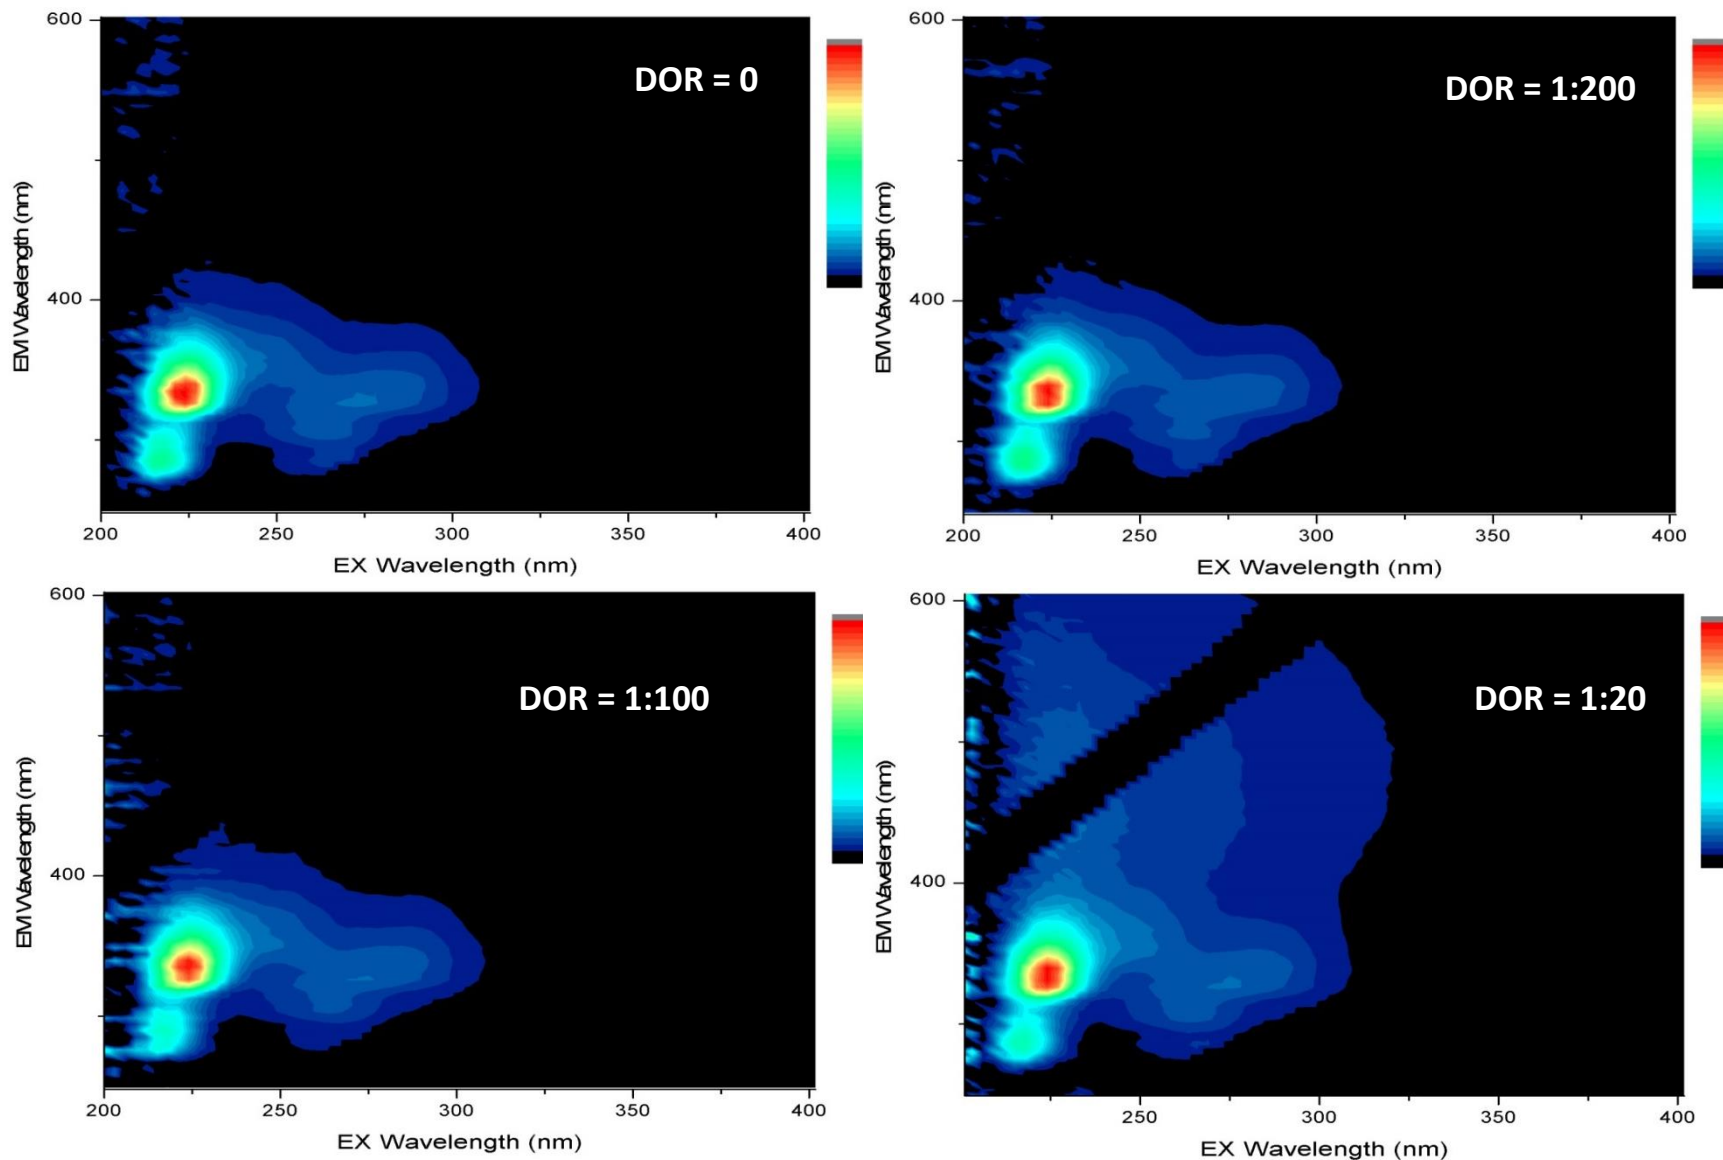 600
DOR = 0
EM Wavelength (nm)
400
200 250 300 350 400
EX Wavelength (nm)
600
DOR = 1:200
EM Wavelength (nm)
400
200 250 300 350 400
EX Wavelength (nm)
600
DOR = 1:100
EM Wavelength (nm)
400
200 250 300 350 400
EX Wavelength (nm)
600
DOR = 1:20
EM Wavelength (nm)
400
250 300 350 400
EX Wavelength (nm)